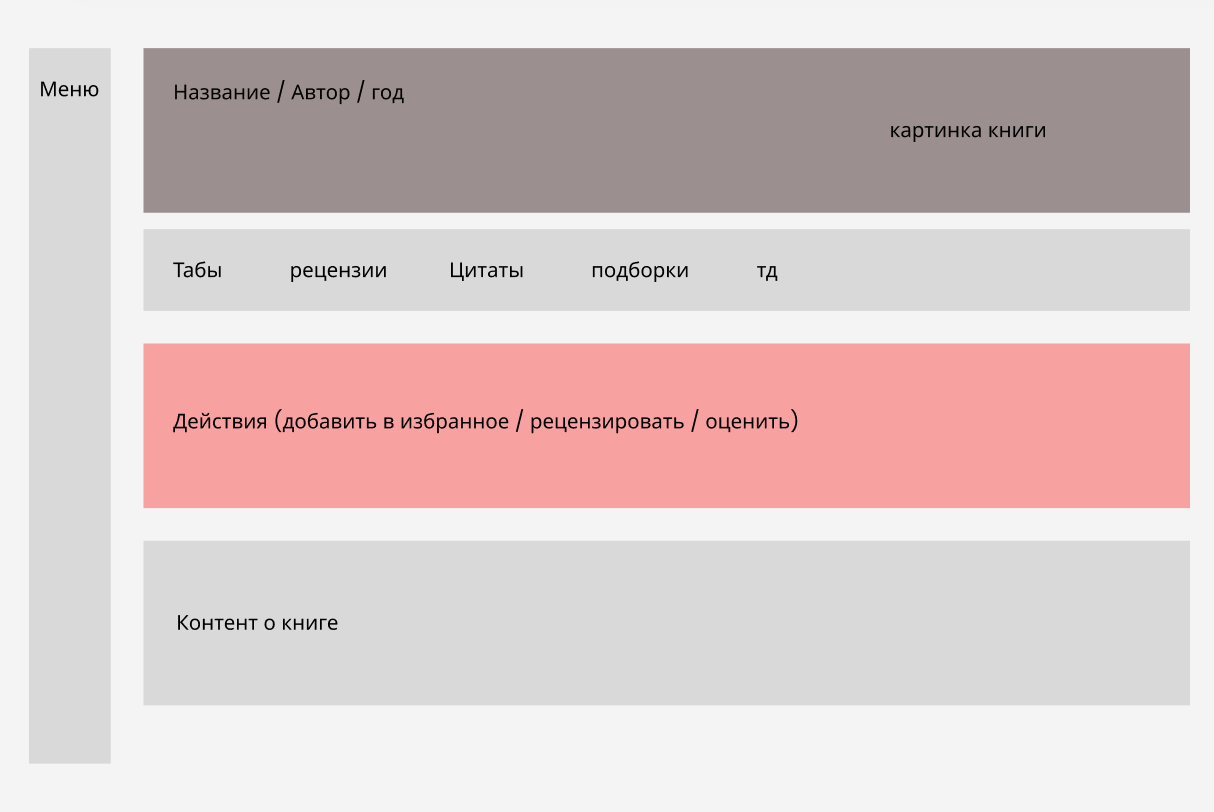 Меню
Название / Автор / год
картинка книги
Табы рецензии Цитаты подборки тд
Действия (добавить в избранное / рецензировать / оценить)
Контент о книге